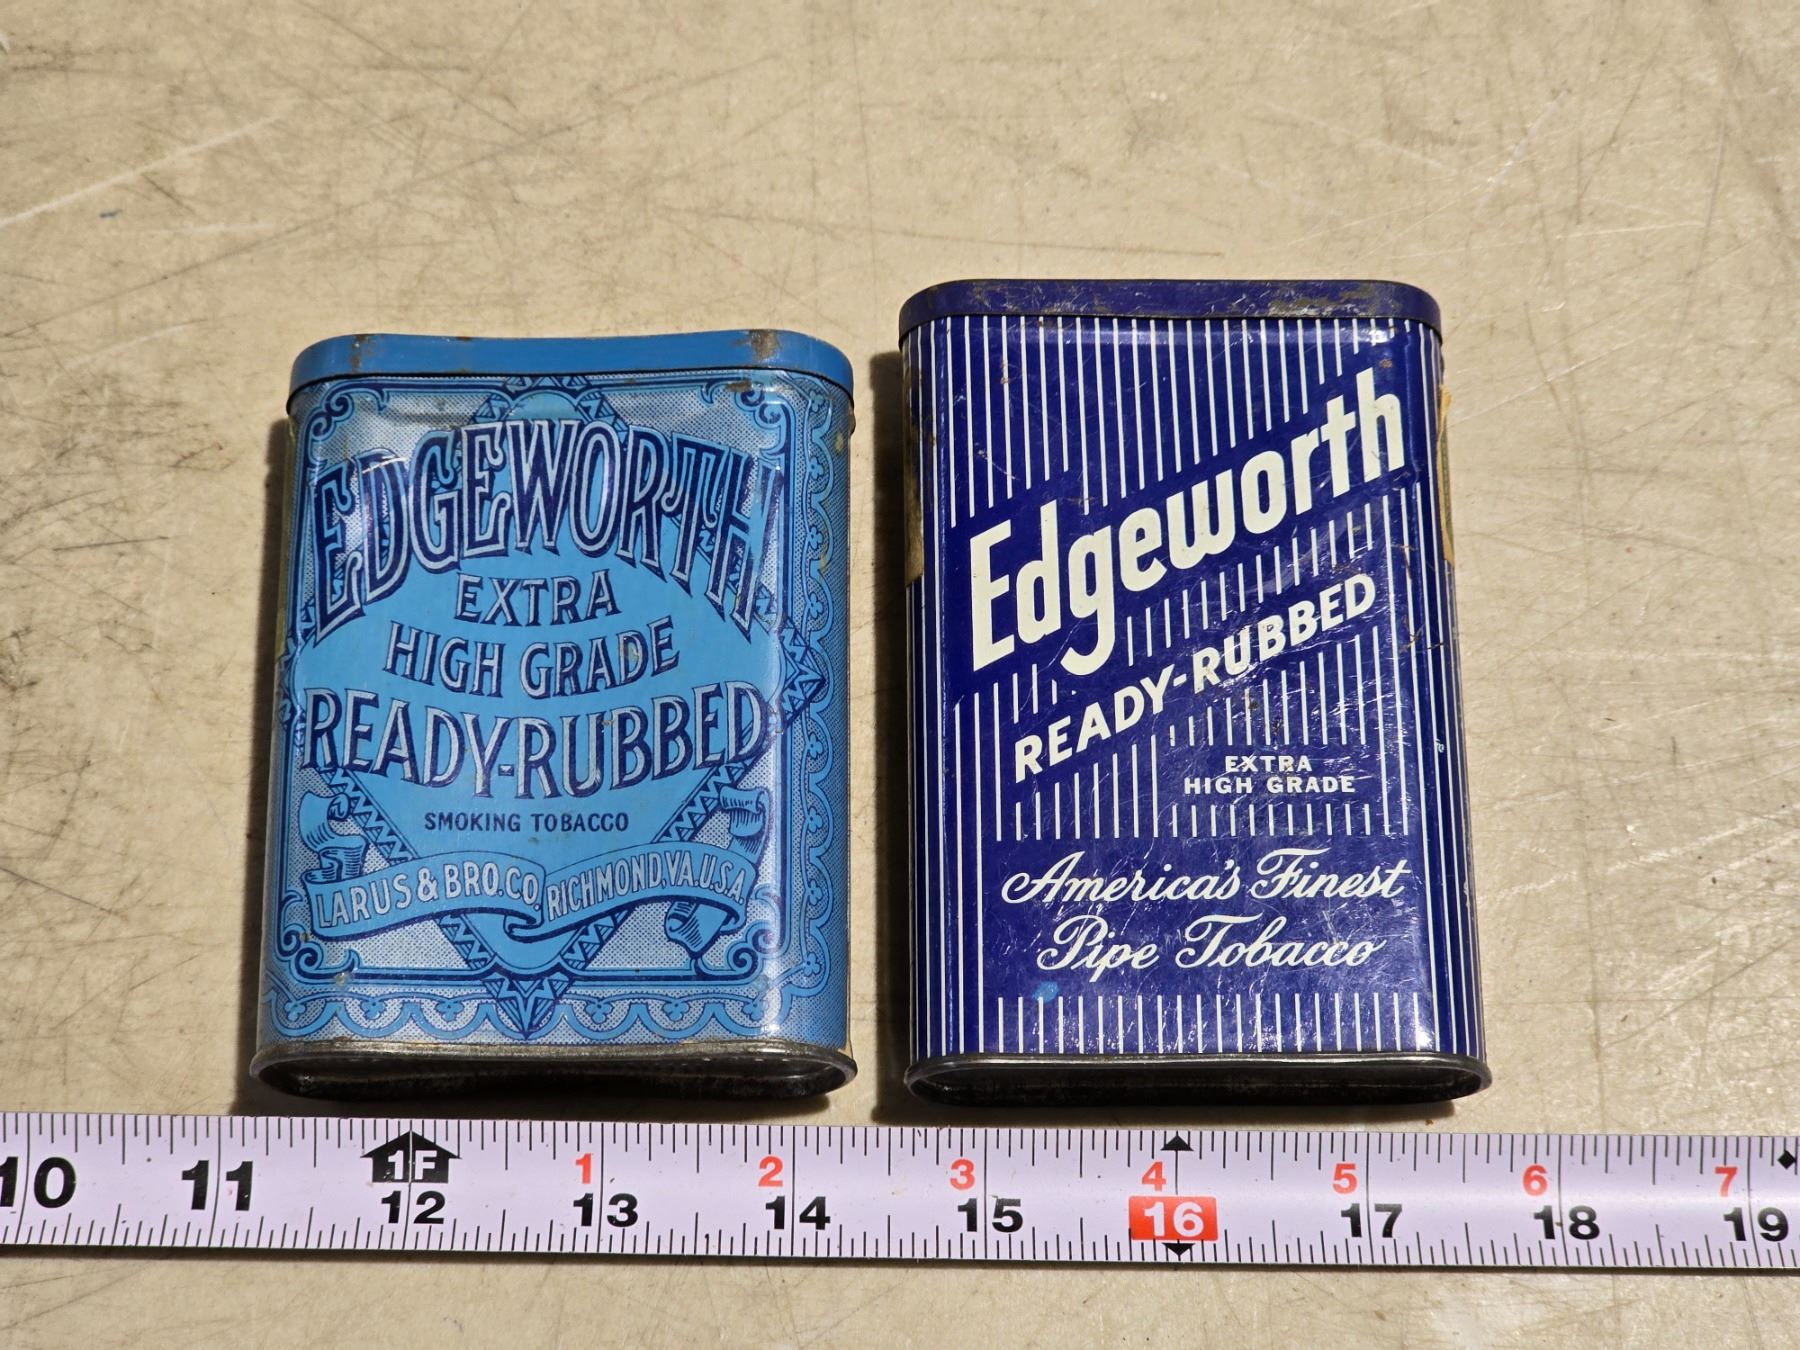 EDGEWORTH
EXTRA
HIGH GRADE
READY-RUBBED
SMOKING TOBACCO
LARUS & BRO. CO. RICHMOND, VA. U.S.A.
Edgeworth
READY-RUBBED
EXTRA
HIGH GRADE
America's Finest
Pipe Tobacco
1F 1 2 3 4 5 6 7
10 11 12 13 14 15 16 17 18 19